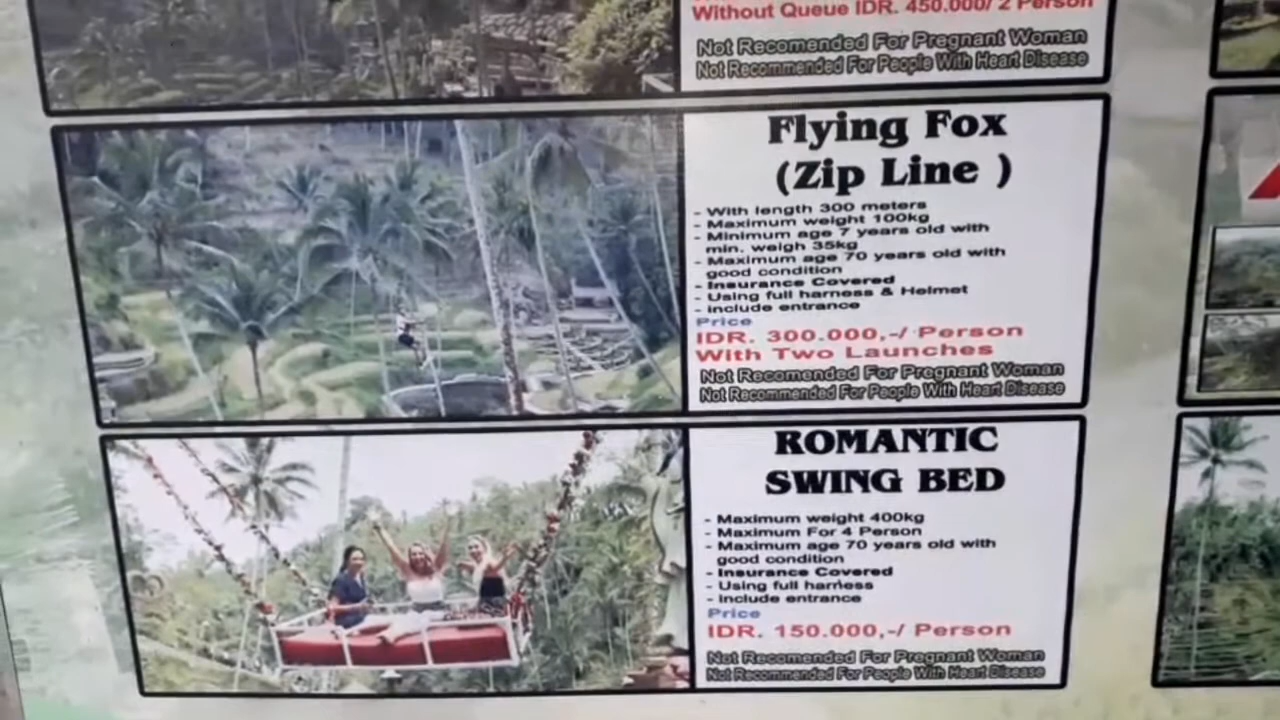 Without Queue IDR. 450.000/ 2 Person
Not Recomended For Pregnant Woman
Not Recommended For People With Heart Disease
Flying Fox
(Zip Line )
- With length 300 meters
- Maximum weight 100kg
- Minimum age 7 years old with
min. weigh 35kg
- Maximum age 70 years old with
good condition
- Insurance Covered
- Using full harness & Helmet
- include entrance
Price
IDR. 300.000,-/ Person
With Two Launches
Not Recomended For Pregnant Woman
Not Recommended For People With Heart Disease
ROMANTIC
SWING BED
- Maximum weight 400kg
- Maximum For 4 Person
- Maximum age 70 years old with
good condition
- Insurance Covered
- Using full harness
- include entrance
Price
IDR. 150.000,-/ Person
Not Recomended For Pregnant Woman
Not Recommended For People With Heart Disease